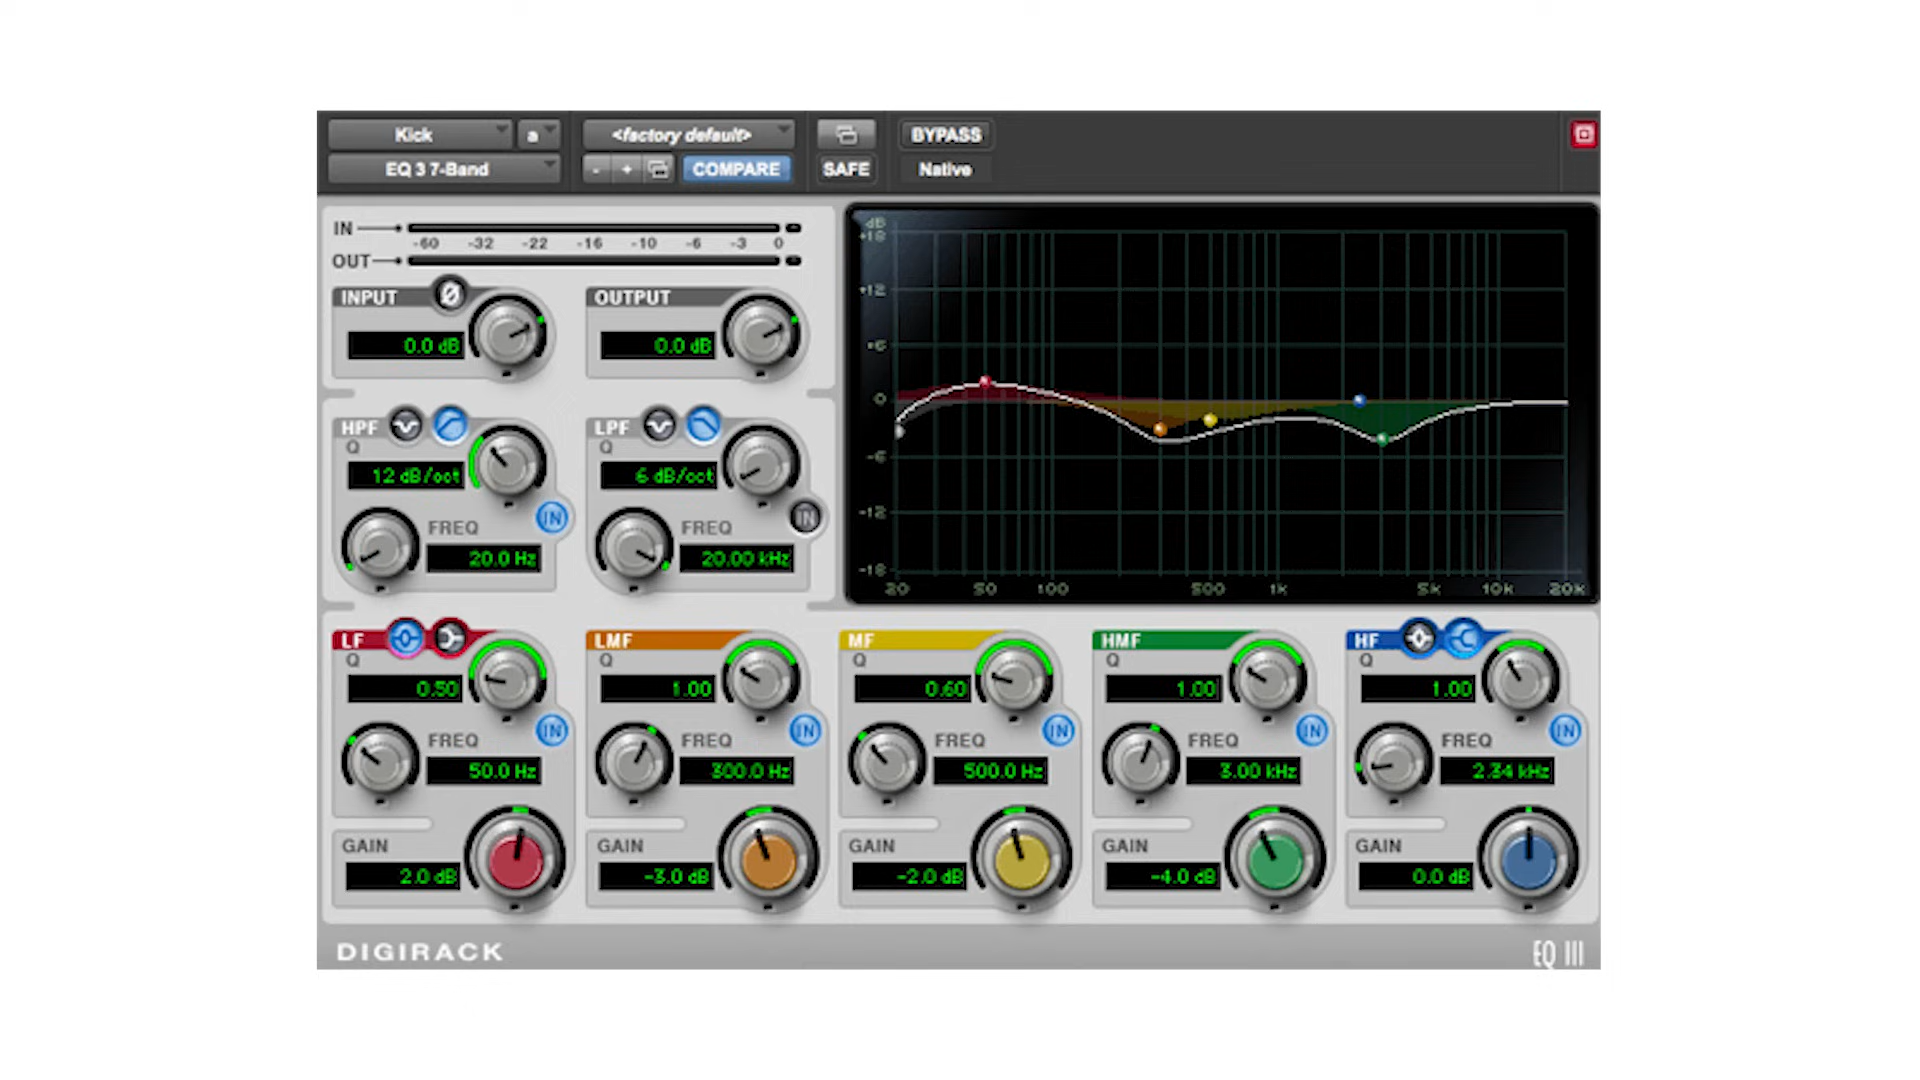 Kick a <factory default> BYPASS
EQ 3 7-Band - + COMPARE SAFE Native
IN
-60 -32 -22 -16 -10 -6 -3 0
OUT
INPUT Ø
0.0 dB
OUTPUT
0.0 dB
HPF
Q
12 dB/oct
IN
FREQ
20.0 Hz
LPF
Q
6 dB/oct
IN
FREQ
20.00 kHz
dB
+18
+12
+6
0
-6
-12
-18
20 50 100 500 1k 5k 10k 20k
LF
Q
0.50
IN
FREQ
50.0 Hz
GAIN
2.0 dB
LMF
Q
1.00
IN
FREQ
300.0 Hz
GAIN
-3.0 dB
MF
Q
0.60
IN
FREQ
500.0 Hz
GAIN
-2.0 dB
HMF
Q
1.00
IN
FREQ
3.00 kHz
GAIN
-4.0 dB
HF
Q
1.00
IN
FREQ
2.34 kHz
GAIN
0.0 dB
DIGIRACK
EQ III